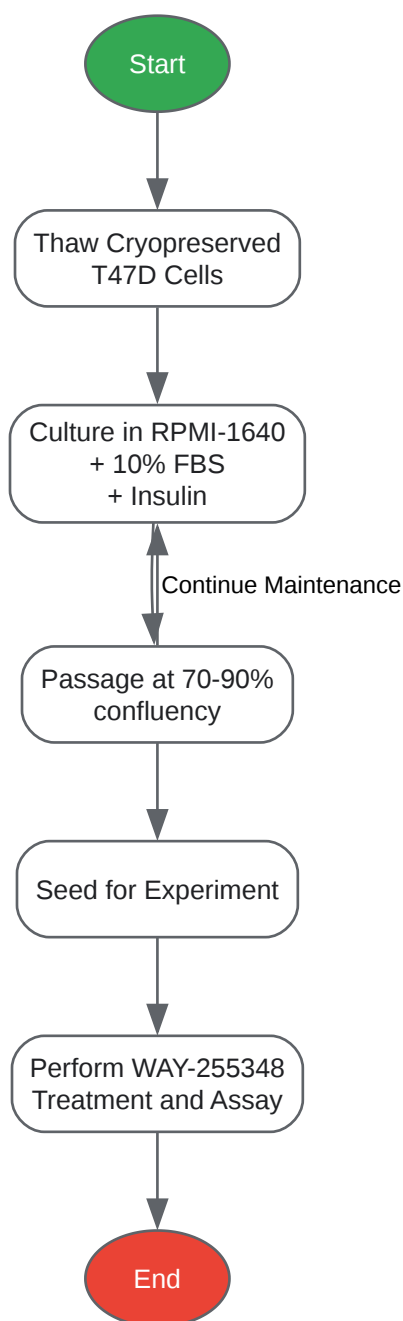 Start
Thaw Cryopreserved
T47D Cells
Culture in RPMI-1640
+ 10% FBS
+ Insulin
Continue Maintenance
Passage at 70-90%
confluency
Seed for Experiment
Perform WAY-255348
Treatment and Assay
End